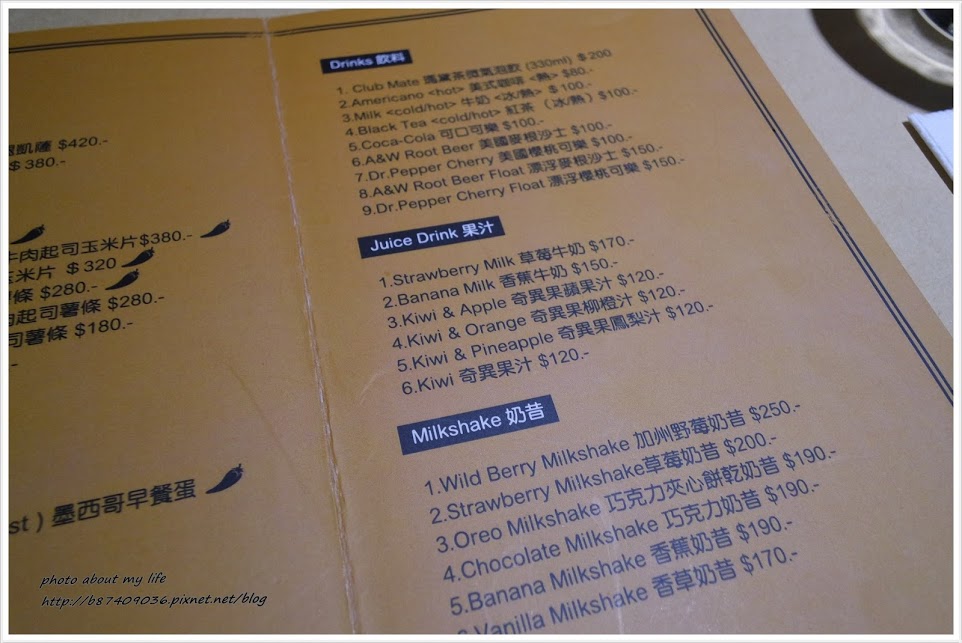 凱薩 $420.-
$380.-
牛肉起司玉米片$380.-
玉米片 $320
薯條 $280.-
肉起司薯條 $280.-
司薯條 $180.-
st ) 墨西哥早餐蛋
Drinks 飲料
1. Club Mate 瑪黛茶微氣泡飲 (330ml) $200
2.Americano <hot> 美式咖啡 <熱> $80.-
3.Milk <cold/hot> 牛奶 <冰/熱> $100.-
4.Black Tea <cold/hot> 紅茶 (冰/熱) $100.-
5.Coca-Cola 可口可樂 $100.-
6.A&W Root Beer 美國麥根沙士 $100.-
7.Dr.Pepper Cherry 美國櫻桃可樂 $100.-
8.A&W Root Beer Float 漂浮麥根沙士 $150.-
9.Dr.Pepper Cherry Float 漂浮櫻桃可樂 $150.-
Juice Drink 果汁
1.Strawberry Milk 草莓牛奶 $170.-
2.Banana Milk 香蕉牛奶 $150.-
3.Kiwi & Apple 奇異果蘋果汁 $120.-
4.Kiwi & Orange 奇異果柳橙汁 $120.-
5.Kiwi & Pineapple 奇異果鳳梨汁 $120.-
6.Kiwi 奇異果汁 $120.-
Milkshake 奶昔
1.Wild Berry Milkshake 加州野莓奶昔 $250.-
2.Strawberry Milkshake草莓奶昔 $200.-
3.Oreo Milkshake 巧克力夾心餅乾奶昔 $190.-
4.Chocolate Milkshake 巧克力奶昔 $190.-
5.Banana Milkshake 香蕉奶昔 $190.-
6.Vanilla Milkshake 香草奶昔 $170.-
photo about my life
http://b87409036.pixnet.net/blog